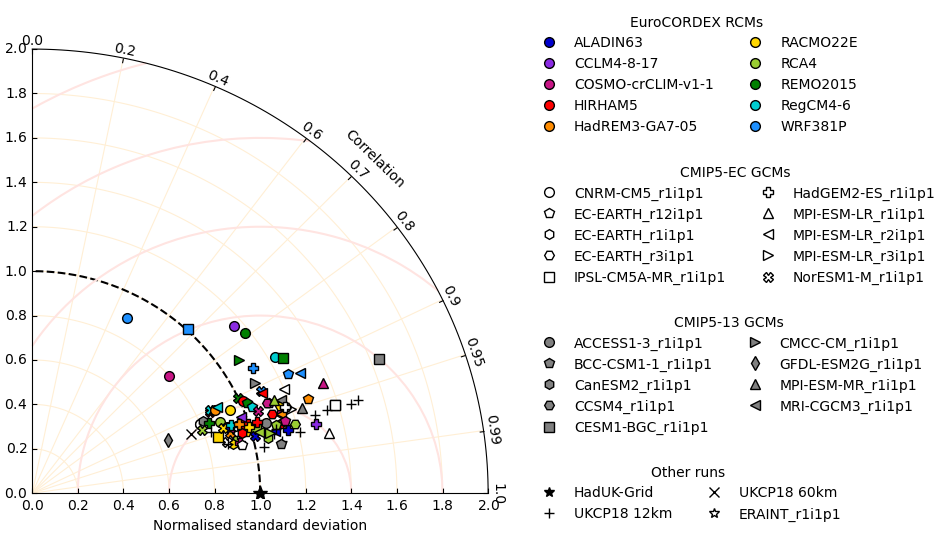 0.0
0.2
0.4
0.6
Correlation
0.7
0.8
0.9
0.95
0.99
1.0
2.0
1.8
1.6
1.4
1.2
1.0
0.8
0.6
0.4
0.2
0.0
0.0 0.2 0.4 0.6 0.8 1.0 1.2 1.4 1.6 1.8 2.0
Normalised standard deviation
EuroCORDEX RCMs
ALADIN63 RACMO22E
CCLM4-8-17 RCA4
COSMO-crCLIM-v1-1 REMO2015
HIRHAM5 RegCM4-6
HadREM3-GA7-05 WRF381P
CMIP5-EC GCMs
CNRM-CM5_r1i1p1 HadGEM2-ES_r1i1p1
EC-EARTH_r12i1p1 MPI-ESM-LR_r1i1p1
EC-EARTH_r1i1p1 MPI-ESM-LR_r2i1p1
EC-EARTH_r3i1p1 MPI-ESM-LR_r3i1p1
IPSL-CM5A-MR_r1i1p1 NorESM1-M_r1i1p1
CMIP5-13 GCMs
ACCESS1-3_r1i1p1 CMCC-CM_r1i1p1
BCC-CSM1-1_r1i1p1 GFDL-ESM2G_r1i1p1
CanESM2_r1i1p1 MPI-ESM-MR_r1i1p1
CCSM4_r1i1p1 MRI-CGCM3_r1i1p1
CESM1-BGC_r1i1p1
Other runs
HadUK-Grid UKCP18 60km
UKCP18 12km ERAINT_r1i1p1